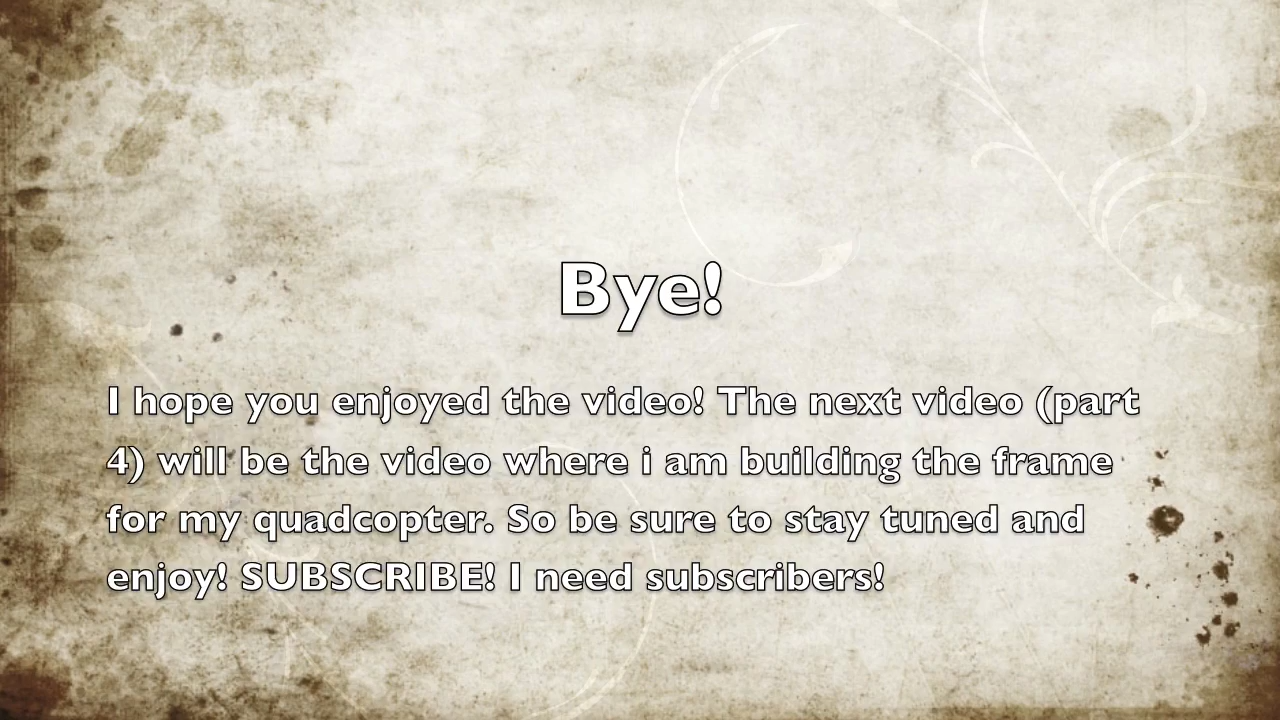 Bye!
I hope you enjoyed the video! The next video (part
4) will be the video where i am building the frame
for my quadcopter. So be sure to stay tuned and
enjoy! SUBSCRIBE! I need subscribers!